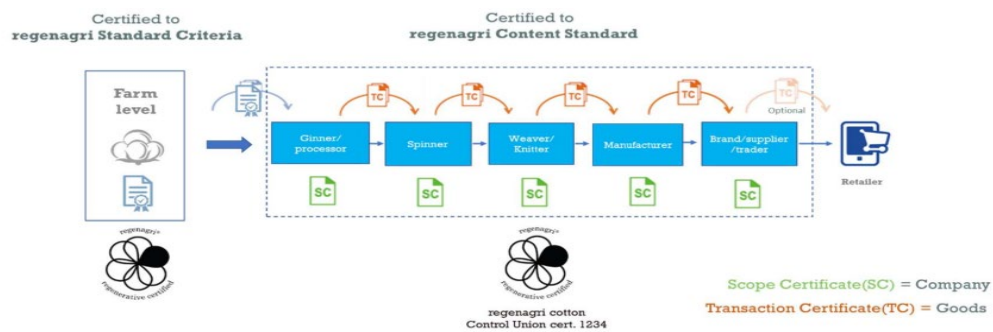 Certified to
regenagri Standard Criteria
Certified to
regenagri Content Standard
Farm
level
TC
TC
TC
TC
TC
Optional
Ginner/
processor
Spinner
Weaver/
Knitter
Manufacturer
Brand/supplier
/trader
Retailer
SC
SC
SC
SC
SC
regenagri®
regenerative certified
regenagri®
regenerative certified
regenagri cotton
Control Union cert. 1234
Scope Certificate(SC) = Company
Transaction Certificate(TC) = Goods